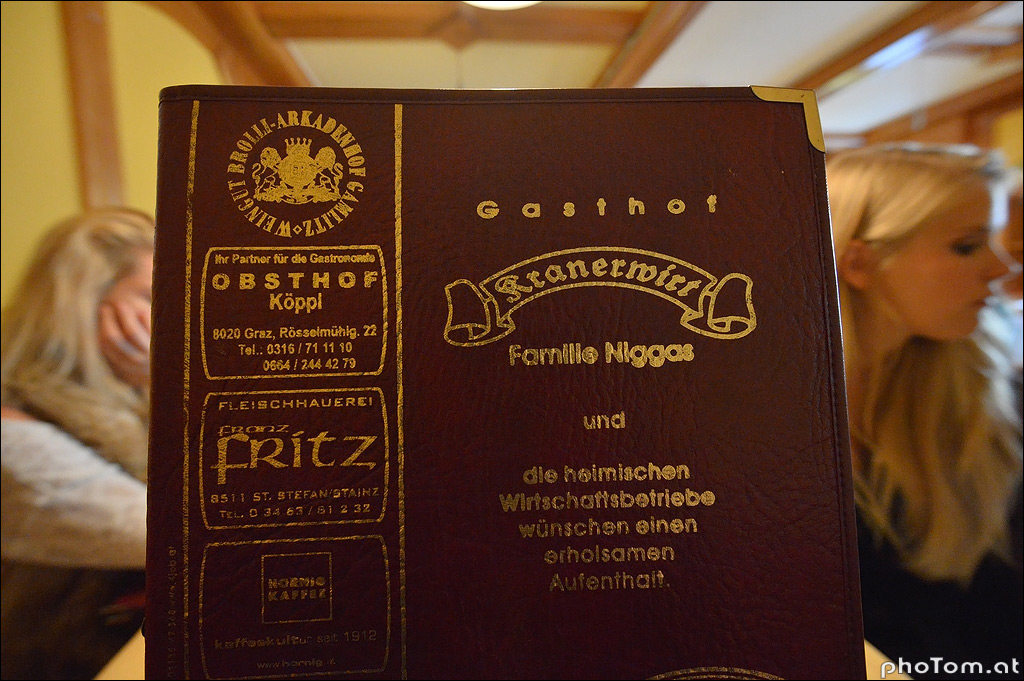 WEINGUT BROLLI-ARKADENHOF GAMLITZ
Ihr Partner für die Gastronomie
OBSTHOF
Köppl
8020 Graz, Rösselmühlg. 22
Tel.: 0316 / 71 11 10
0664 / 244 42 79
FLEISCHHAUEREI
FRANZ
FRITZ
8511 ST. STEFAN/STAINZ
TEL. 0 34 63 / 81 2 32
HORNIG
KAFFEE
kaffeekultur seit 1912
www.hornig.at
Gasthof
Kranerwirt
Familie Niggas
und
die heimischen
Wirtschaftsbetriebe
wünschen einen
erholsamen
Aufenthalt.
phoTom.at